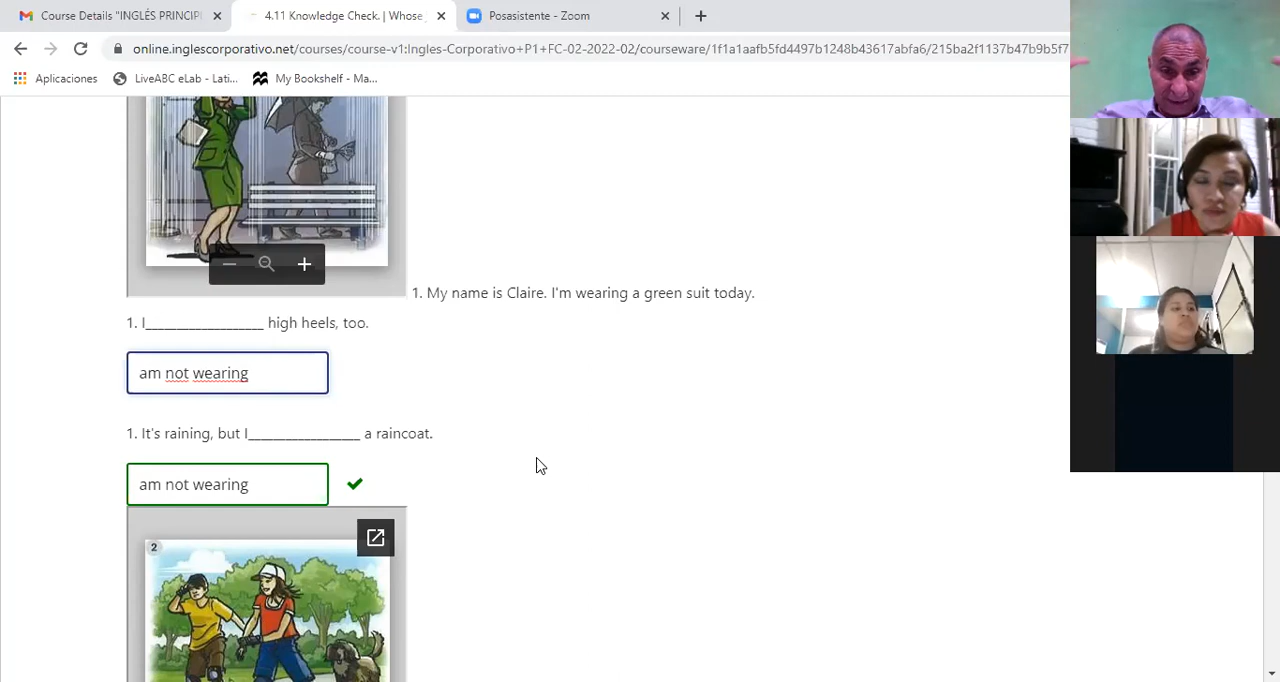 Course Details "INGLÉS PRINCIPI
4.11 Knowledge Check. | Whose
Posasistente - Zoom
online.inglescorporativo.net/courses/course-v1:Ingles-Corporativo+P1+FC-02-2022-02/courseware/1f1a1aafb5fd4497b1248b43617abfa6/215ba2f1137b47b9b5f7
Aplicaciones
LiveABC eLab - Lati...
My Bookshelf - Ma...
1. My name is Claire. I'm wearing a green suit today.
1. I___________________ high heels, too.
am not wearing
1. It's raining, but I__________________ a raincoat.
am not wearing
2